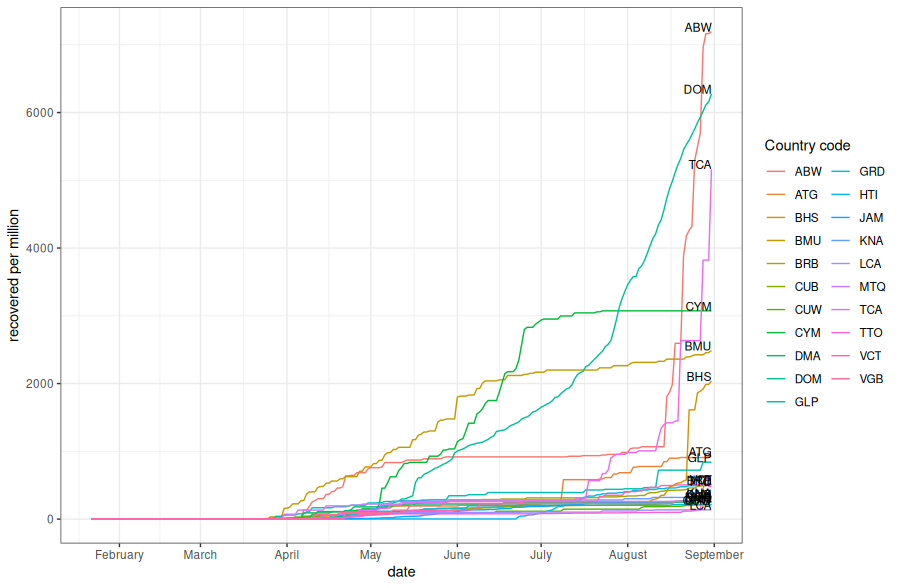 ABW
DOM
TCA
CYM
BMU
BHS
ATG
GLP
LCA
6000
4000
2000
0
recovered per million
February March April May June July August September
date
Country code
ABW GRD
ATG HTI
BHS JAM
BMU KNA
BRB LCA
CUB MTQ
CUW TCA
CYM TTO
DMA VCT
DOM VGB
GLP